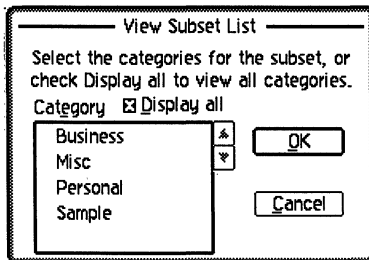 View Subset List
Select the categories for the subset, or
check Display all to view all categories.
Category Display all
Business
Misc
Personal
Sample
OK
Cancel